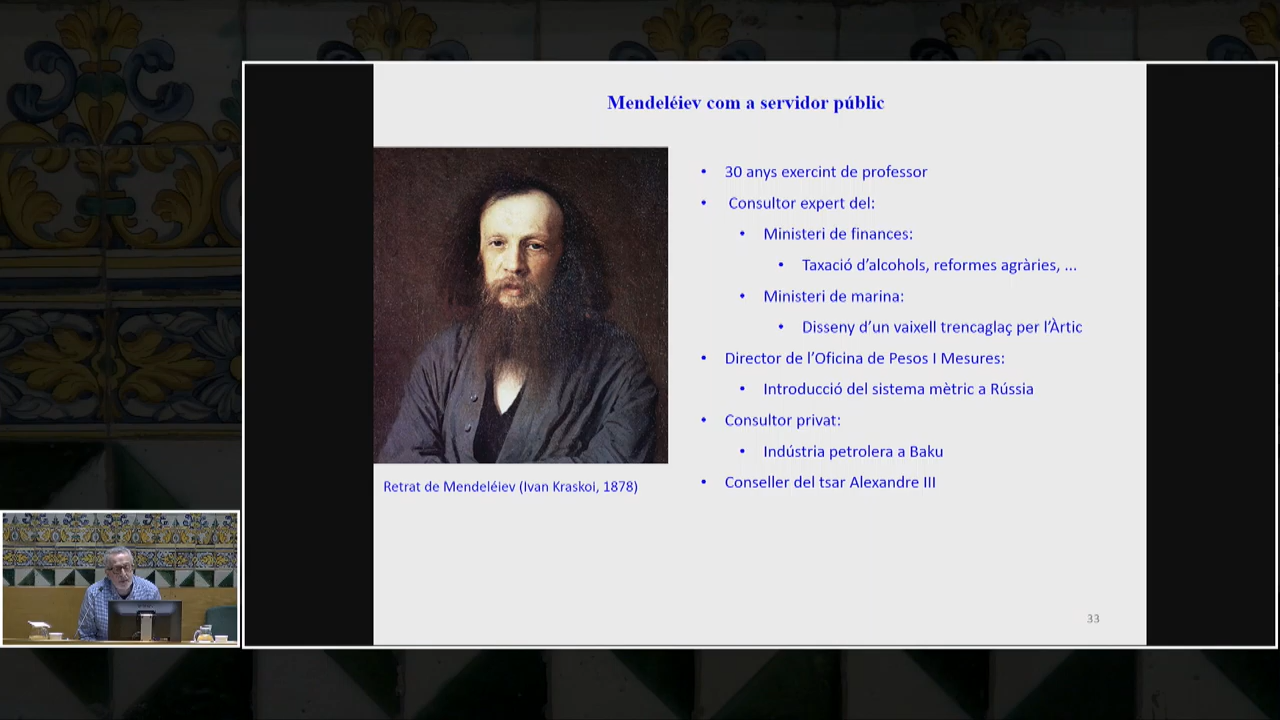 Mendeléiev com a servidor públic
• 30 anys exercint de professor
• Consultor expert del:
• Ministeri de finances:
• Taxació d'alcohols, reformes agràries, ...
• Ministeri de marina:
• Disseny d'un vaixell trencaglaç per l'Àrtic
• Director de l'Oficina de Pesos I Mesures:
• Introducció del sistema mètric a Rússia
• Consultor privat:
• Indústria petrolera a Baku
• Conseller del tsar Alexandre III
Retrat de Mendeléiev (Ivan Kraskoi, 1878)
33